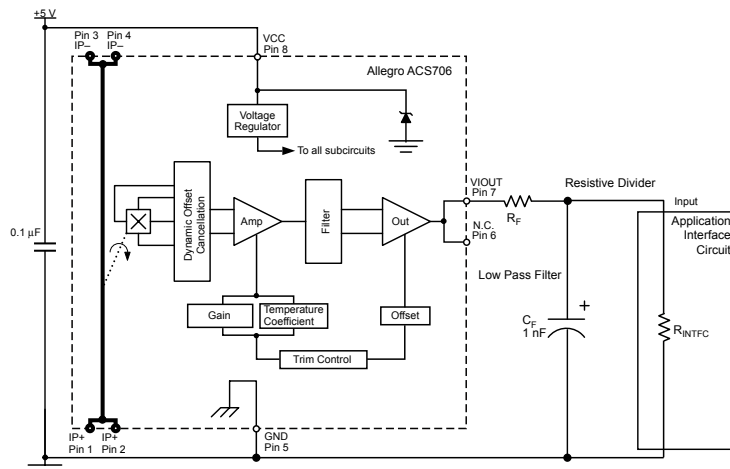 +5 V
Pin 3 Pin 4
IP– IP–
VCC
Pin 8
Allegro ACS706
Voltage
Regulator
To all subcircuits
0.1 µF
Dynamic Offset
Cancellation
Amp
Filter
Out
VIOUT
Pin 7
N.C.
Pin 6
RF
Resistive Divider
Input
Application
Interface
Circuit
Low Pass Filter
CF
1 nF
+
RINTFC
Gain
Temperature
Coefficient
Offset
Trim Control
IP+ IP+
Pin 1 Pin 2
GND
Pin 5